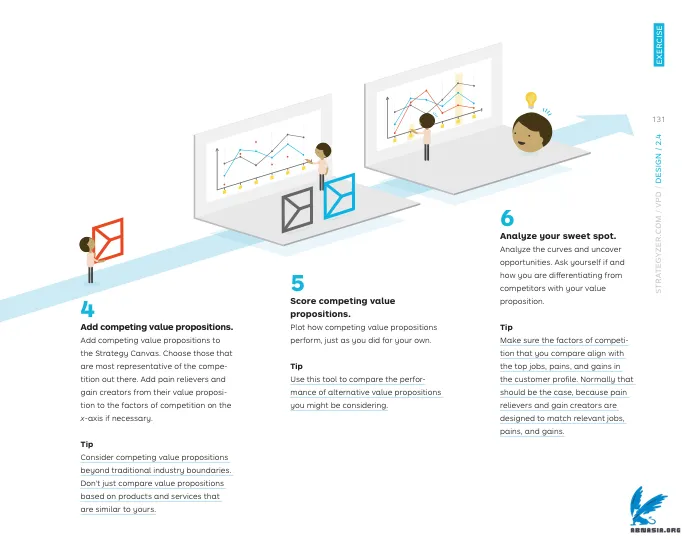 EXERCISE
131
STRATEGYZER.COM / VPD / DESIGN / 2.4
4
Add competing value propositions.
Add competing value propositions to
the Strategy Canvas. Choose those that
are most representative of the compe-
tition out there. Add pain relievers and
gain creators from their value proposi-
tion to the factors of competition on the
x-axis if necessary.
Tip
Consider competing value propositions
beyond traditional industry boundaries.
Don't just compare value propositions
based on products and services that
are similar to yours.
5
Score competing value
propositions.
Plot how competing value propositions
perform, just as you did for your own.
Tip
Use this tool to compare the perfor-
mance of alternative value propositions
you might be considering.
6
Analyze your sweet spot.
Analyze the curves and uncover
opportunities. Ask yourself if and
how you are differentiating from
competitors with your value
proposition.
Tip
Make sure the factors of competi-
tion that you compare align with
the top jobs, pains, and gains in
the customer profile. Normally that
should be the case, because pain
relievers and gain creators are
designed to match relevant jobs,
pains, and gains.
ABNASIA.ORG